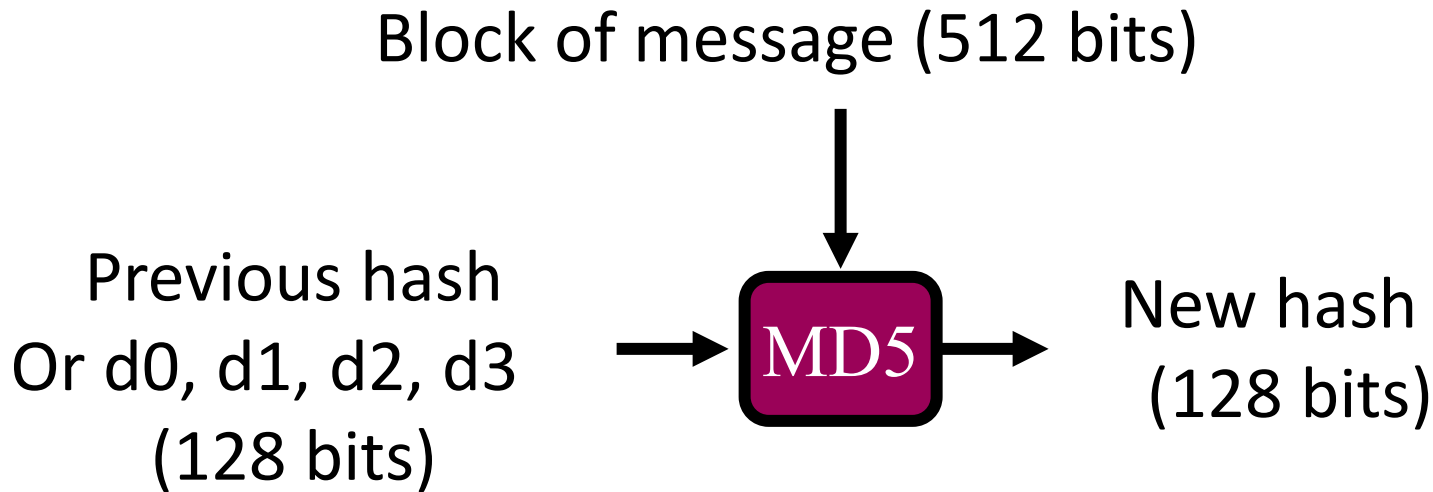 Block of message (512 bits)
Previous hash
Or d0, d1, d2, d3
(128 bits)
MD5
New hash
(128 bits)